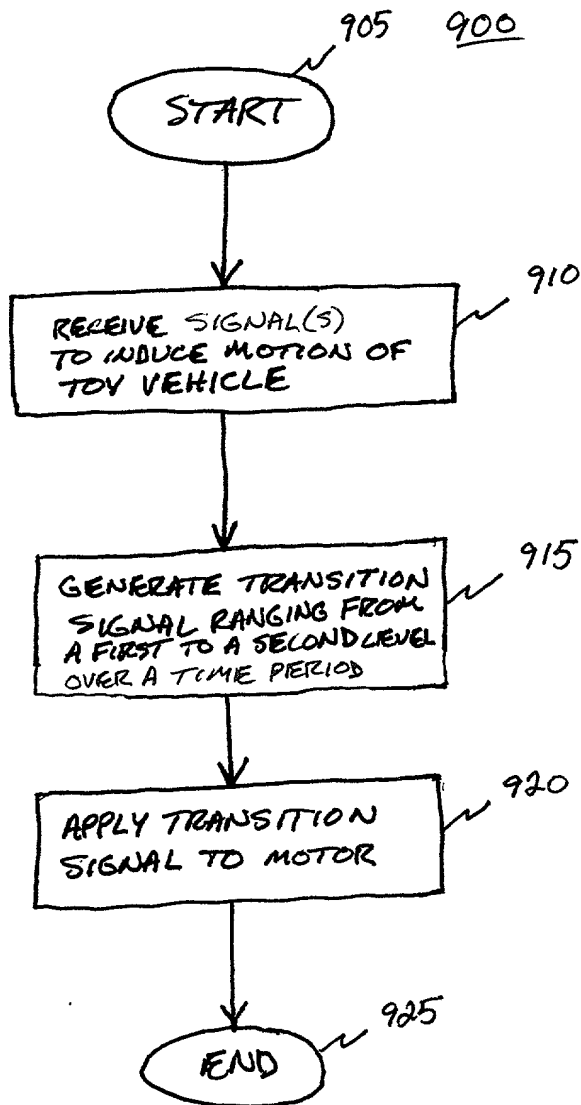 905
900
START
910
RECEIVE SIGNAL(S)
TO INDUCE MOTION OF
TOY VEHICLE
915
GENERATE TRANSITION
SIGNAL RANGING FROM
A FIRST TO A SECOND LEVEL
OVER A TIME PERIOD
920
APPLY TRANSITION
SIGNAL TO MOTOR
925
END